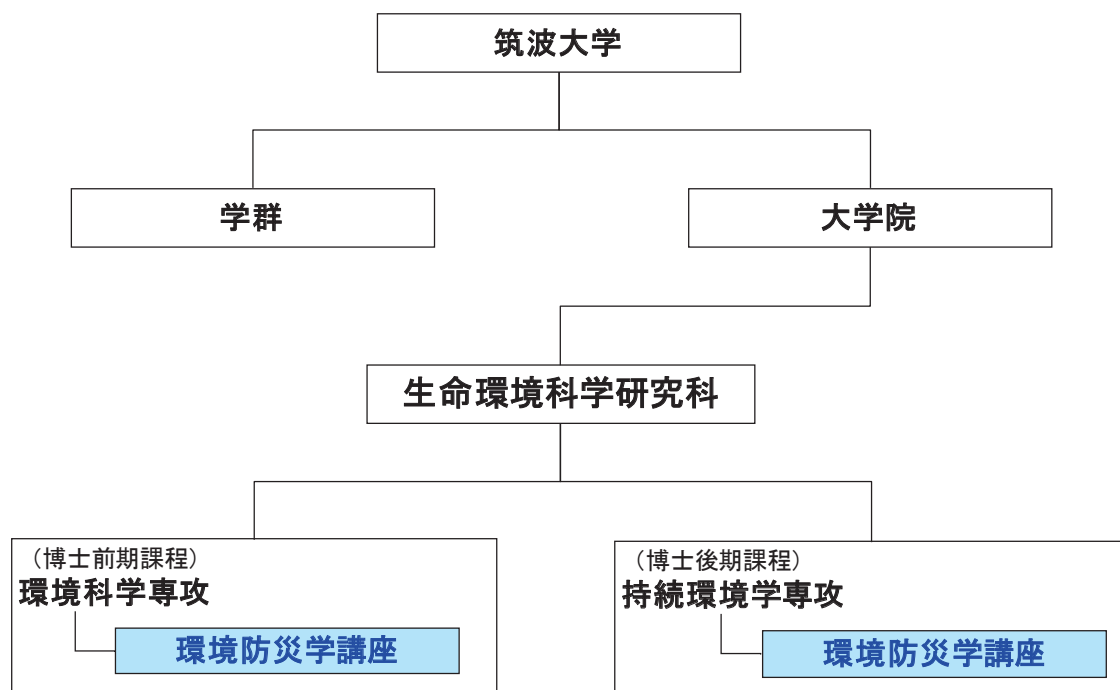 筑波大学
学群
大学院
生命環境科学研究科
（博士前期課程）
環境科学専攻
環境防災学講座
（博士後期課程）
持続環境学専攻
環境防災学講座